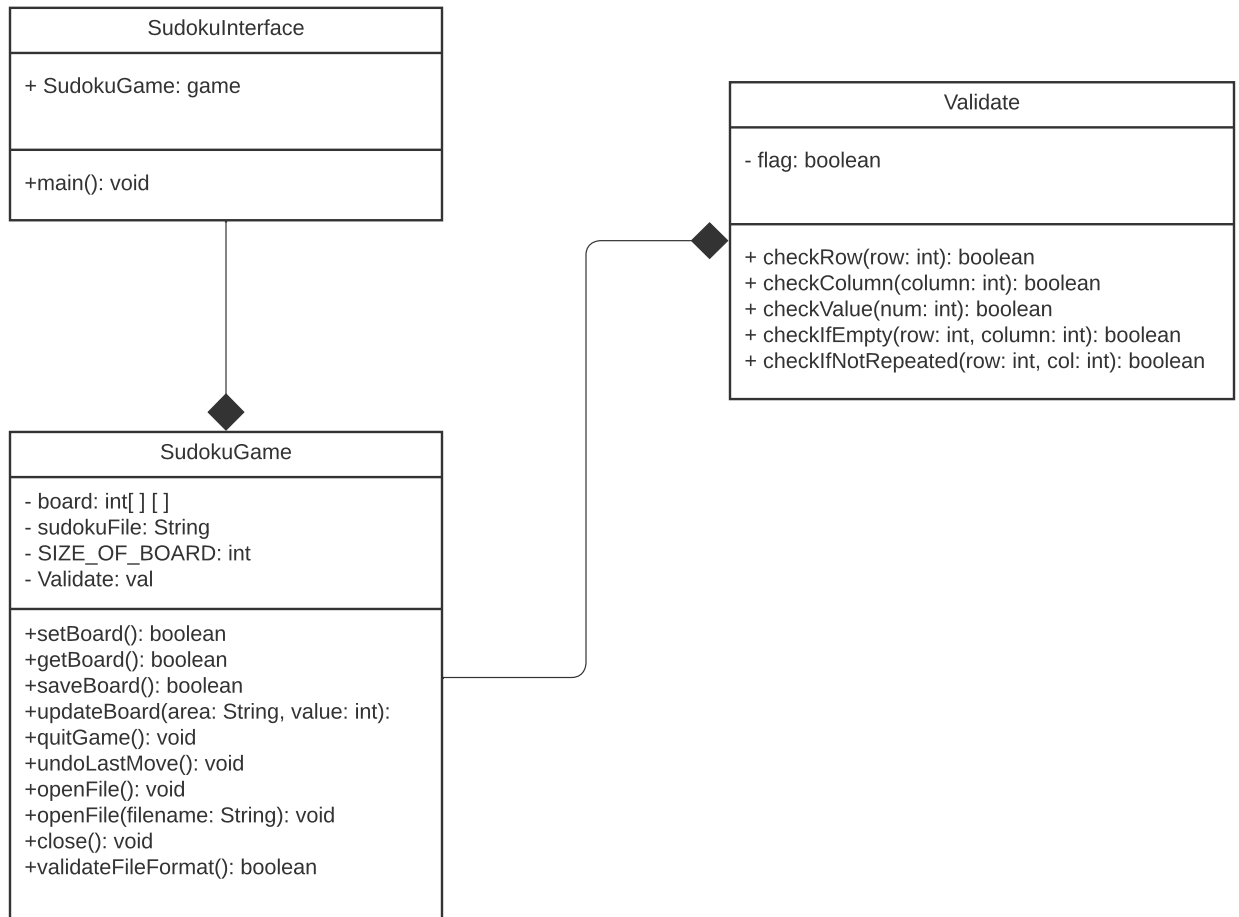 SudokuInterface
+ SudokuGame: game
+main(): void
Validate
- flag: boolean
+ checkRow(row: int): boolean
+ checkColumn(column: int): boolean
+ checkValue(num: int): boolean
+ checkIfEmpty(row: int, column: int): boolean
+ checkIfNotRepeated(row: int, col: int): boolean
SudokuGame
- board: int[ ] [ ]
- sudokuFile: String
- SIZE_OF_BOARD: int
- Validate: val
+setBoard(): boolean
+getBoard(): boolean
+saveBoard(): boolean
+updateBoard(area: String, value: int):
+quitGame(): void
+undoLastMove(): void
+openFile(): void
+openFile(filename: String): void
+close(): void
+validateFileFormat(): boolean